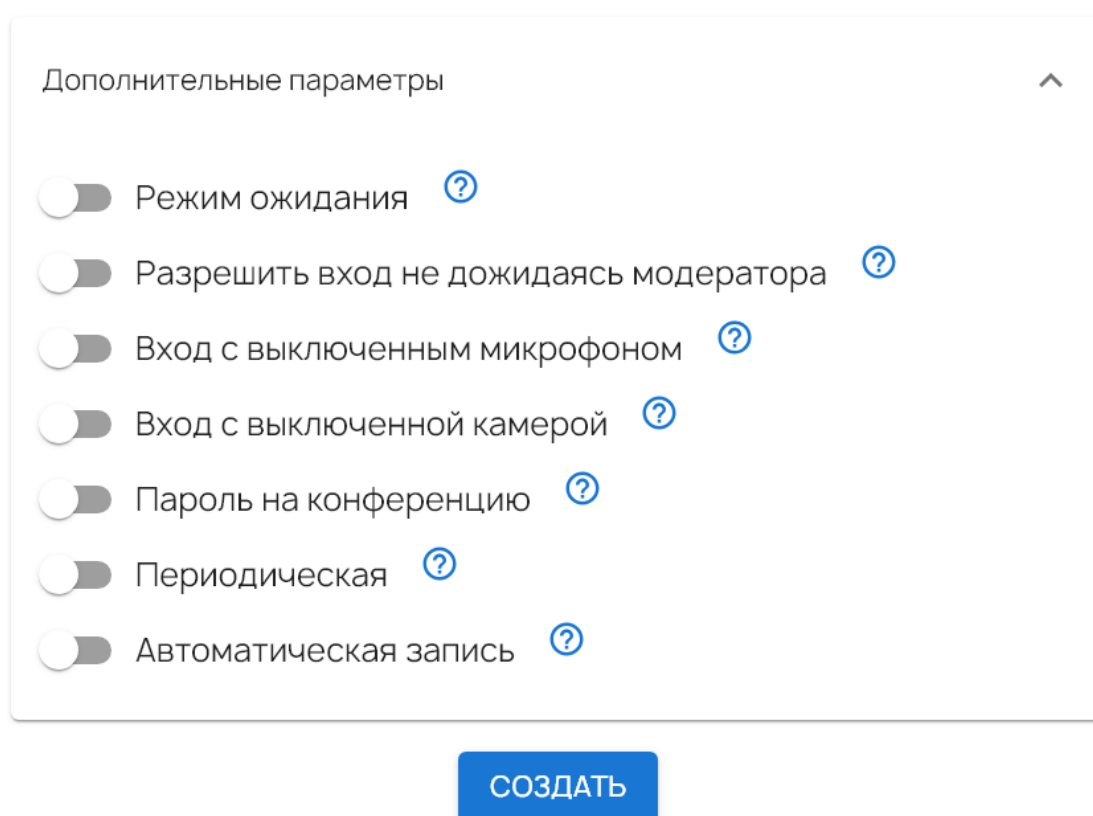 Дополнительные параметры
Режим ожидания
Разрешить вход не дожидаясь модератора
Вход с выключенным микрофоном
Вход с выключенной камерой
Пароль на конференцию
Периодическая
Автоматическая запись
СОЗДАТЬ